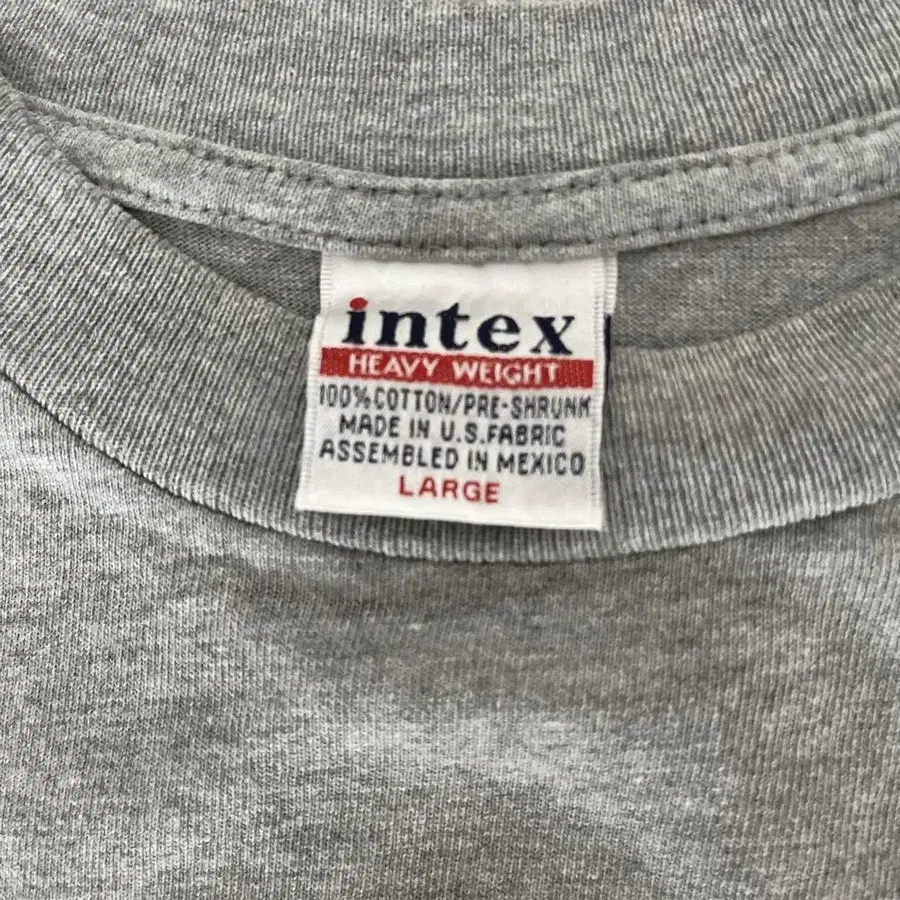 intex
HEAVY WEIGHT
100% COTTON/PRE-SHRUNK
MADE IN U.S.FABRIC
ASSEMBLED IN MEXICO
LARGE